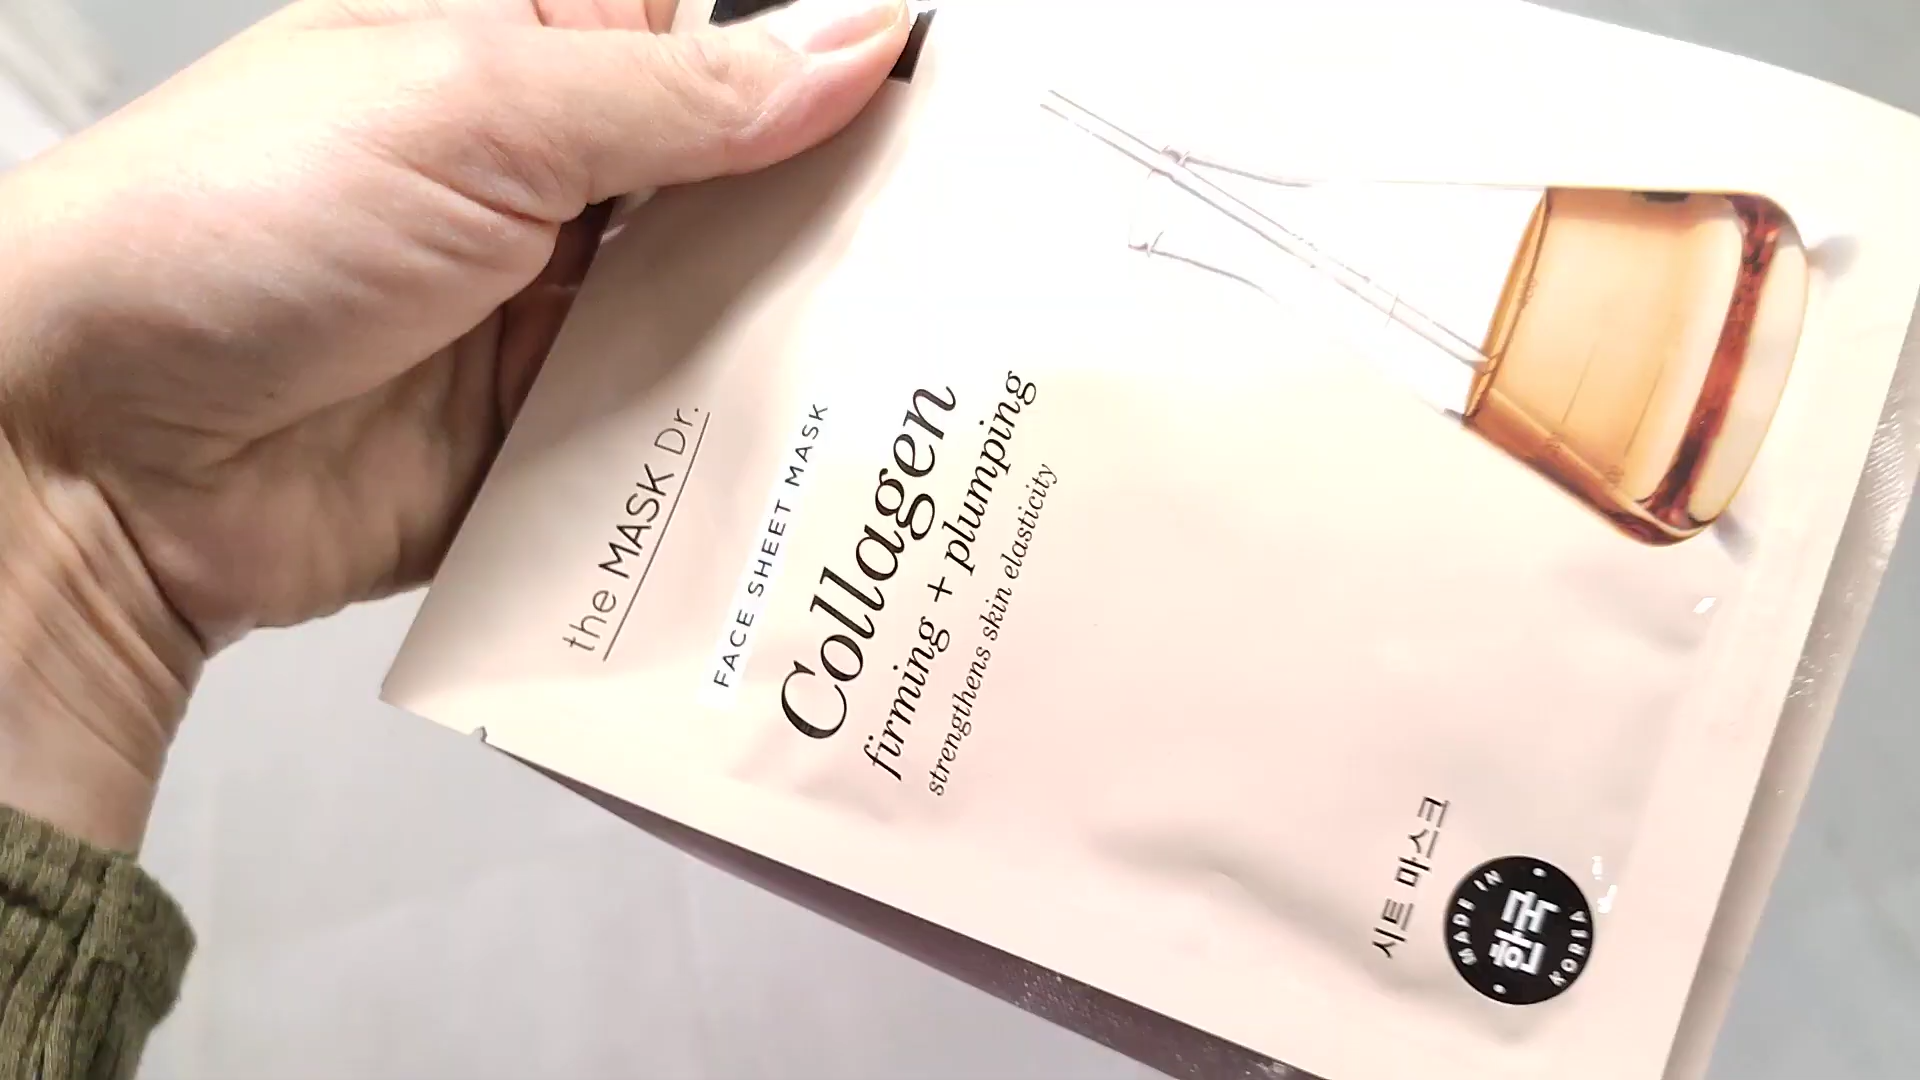 the MASK Dr.
FACE SHEET MASK
Collagen
firming + plumping
strengthens skin elasticity
시트 마스크
MADE IN
한국
KOREA